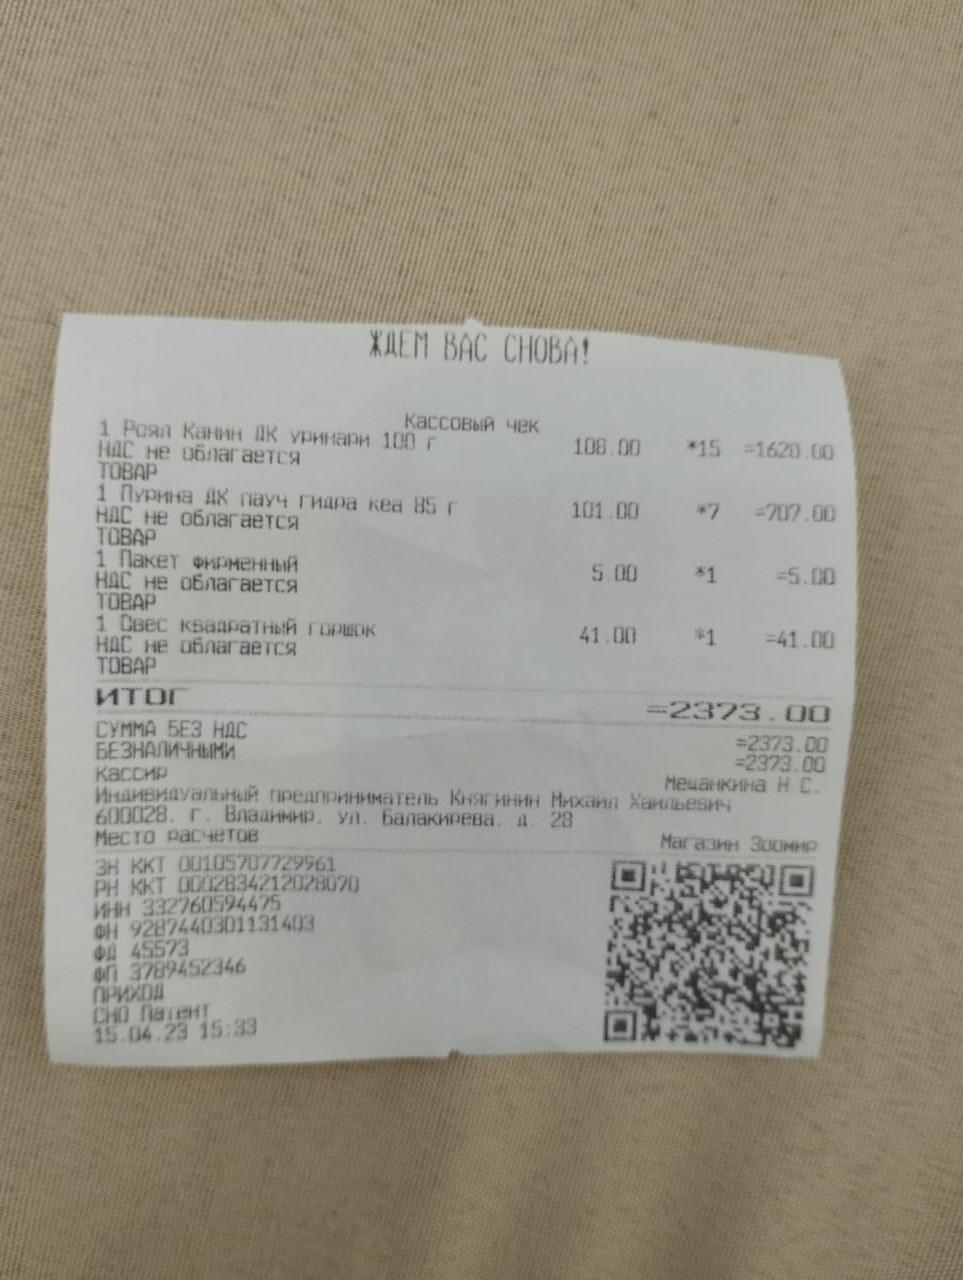 ЖДЕМ ВАС СНОВА!
Кассовый чек
1 Роял Канин ДК уринари 100 г 108.00 *15 =1620.00
НДС не облагается
ТОВАР
1 Пурина ДК пауч гидра кеа 85 г 101.00 *7 =707.00
НДС не облагается
ТОВАР
1 Пакет фирменный 5.00 *1 =5.00
НДС не облагается
ТОВАР
1 Овес квадратный горшок 41.00 *1 =41.00
НДС не облагается
ТОВАР
ИТОГ =2373.00
СУММА БЕЗ НДС =2373.00
БЕЗНАЛИЧНЫМИ =2373.00
Кассир Мещанкина Н.С.
Индивидуальный предприниматель Княгинин Михаил Хаильевич
600028, г. Владимир, ул. Балакирева, д. 28
Место расчетов Магазин Зоомир
ЗН ККТ 00105707729961
РН ККТ 0002834212028070
ИНН 332760594475
ФН 9287440301131403
ФД 45573
ФП 3789452346
ПРИХОД
СНО Патент
15.04.23 15:33